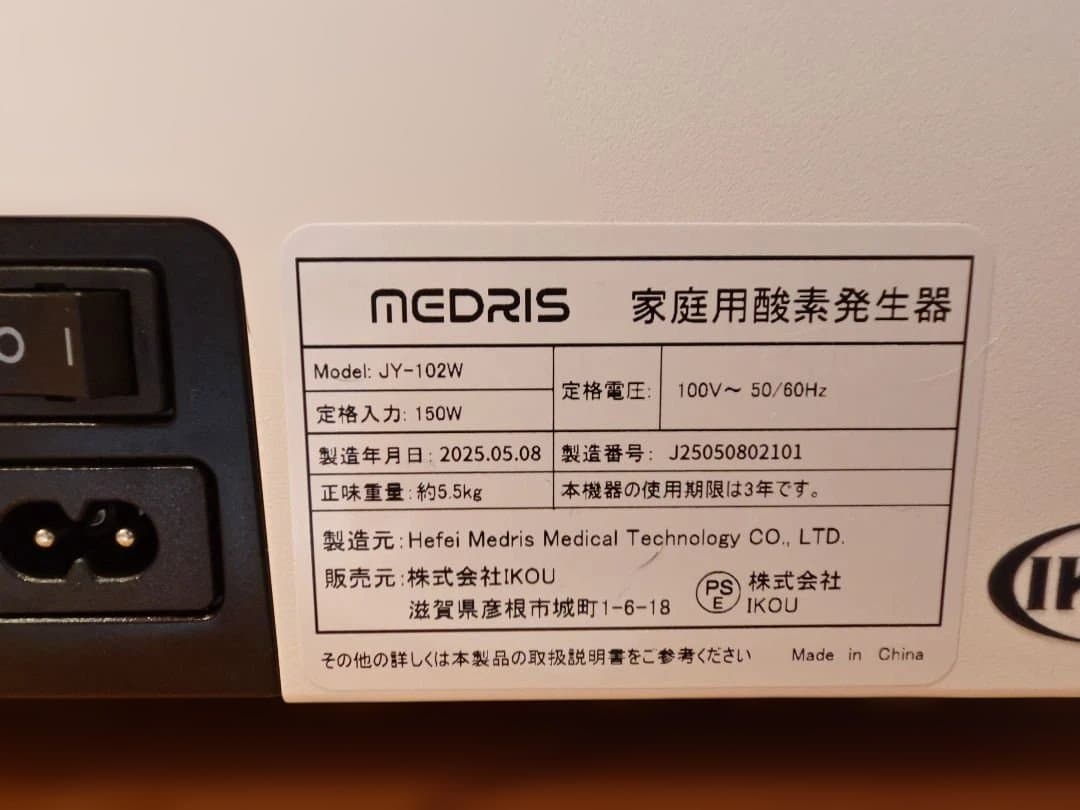 MEDRIS 家庭用酸素発生器
Model: JY-102W
定格入力: 150W
定格電圧: 100V～ 50/60Hz
製造年月日: 2025.05.08
製造番号: J25050802101
正味重量: 約5.5kg
本機器の使用期限は3年です。
製造元: Hefei Medris Medical Technology CO., LTD.
販売元: 株式会社IKOU
滋賀県彦根市城町1-6-18
PS
E
株式会社
IKOU
その他の詳しくは本製品の取扱説明書をご参考ください
Made in China
O I